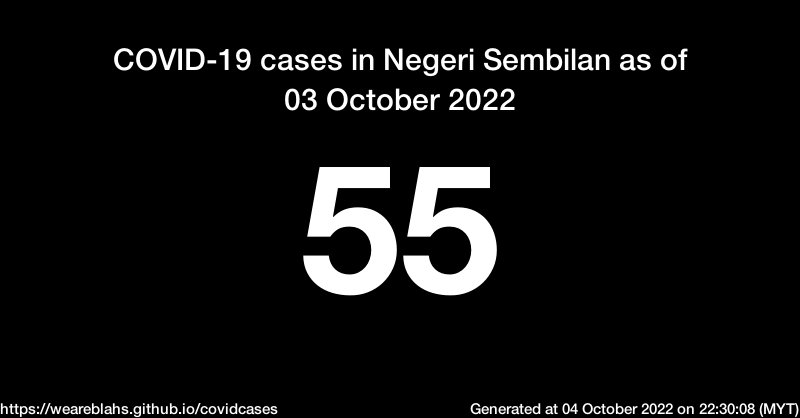 COVID-19 cases in Negeri Sembilan as of
03 October 2022
55
https://weareblahs.github.io/covidcases
Generated at 04 October 2022 on 22:30:08 (MYT)